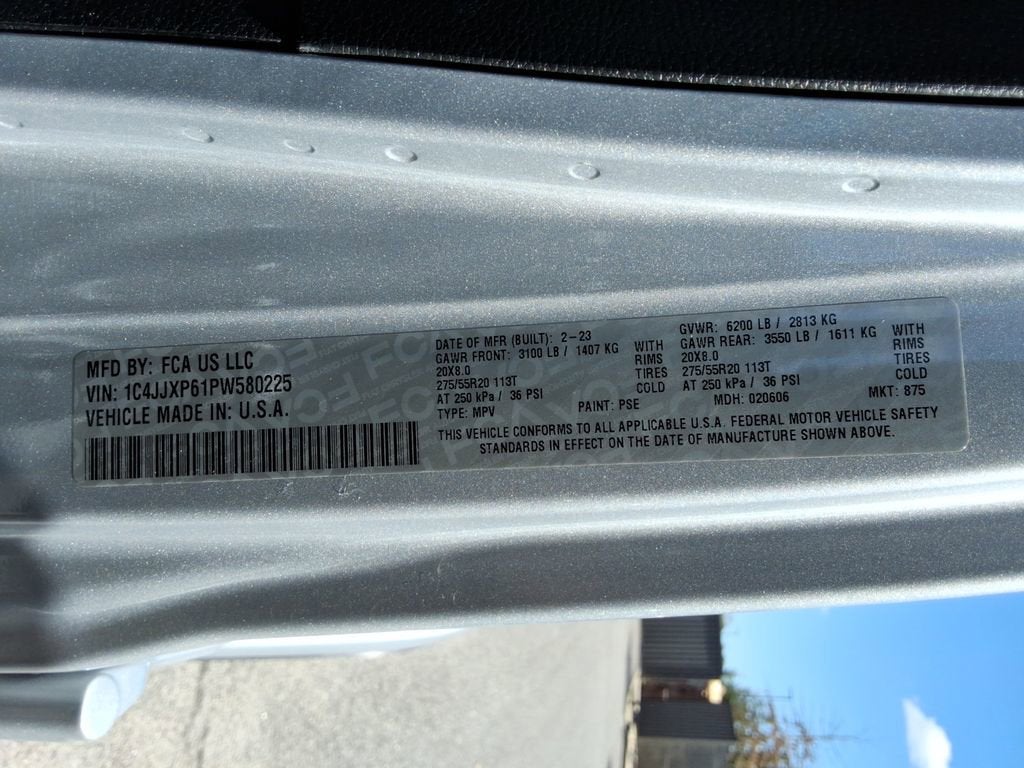 MFD BY: FCA US LLC
VIN: 1C4JJXP61PW580225
VEHICLE MADE IN: U.S.A.
DATE OF MFR (BUILT): 2-23
GAWR FRONT: 3100 LB / 1407 KG WITH
20X8.0 RIMS
275/55R20 113T TIRES
AT 250 kPa / 36 PSI COLD
GVWR: 6200 LB / 2813 KG
GAWR REAR: 3550 LB / 1611 KG WITH
20X8.0 RIMS
275/55R20 113T TIRES
AT 250 kPa / 36 PSI COLD
TYPE: MPV PAINT: PSE MDH: 020606 MKT: 875
THIS VEHICLE CONFORMS TO ALL APPLICABLE U.S.A. FEDERAL MOTOR VEHICLE SAFETY
STANDARDS IN EFFECT ON THE DATE OF MANUFACTURE SHOWN ABOVE.